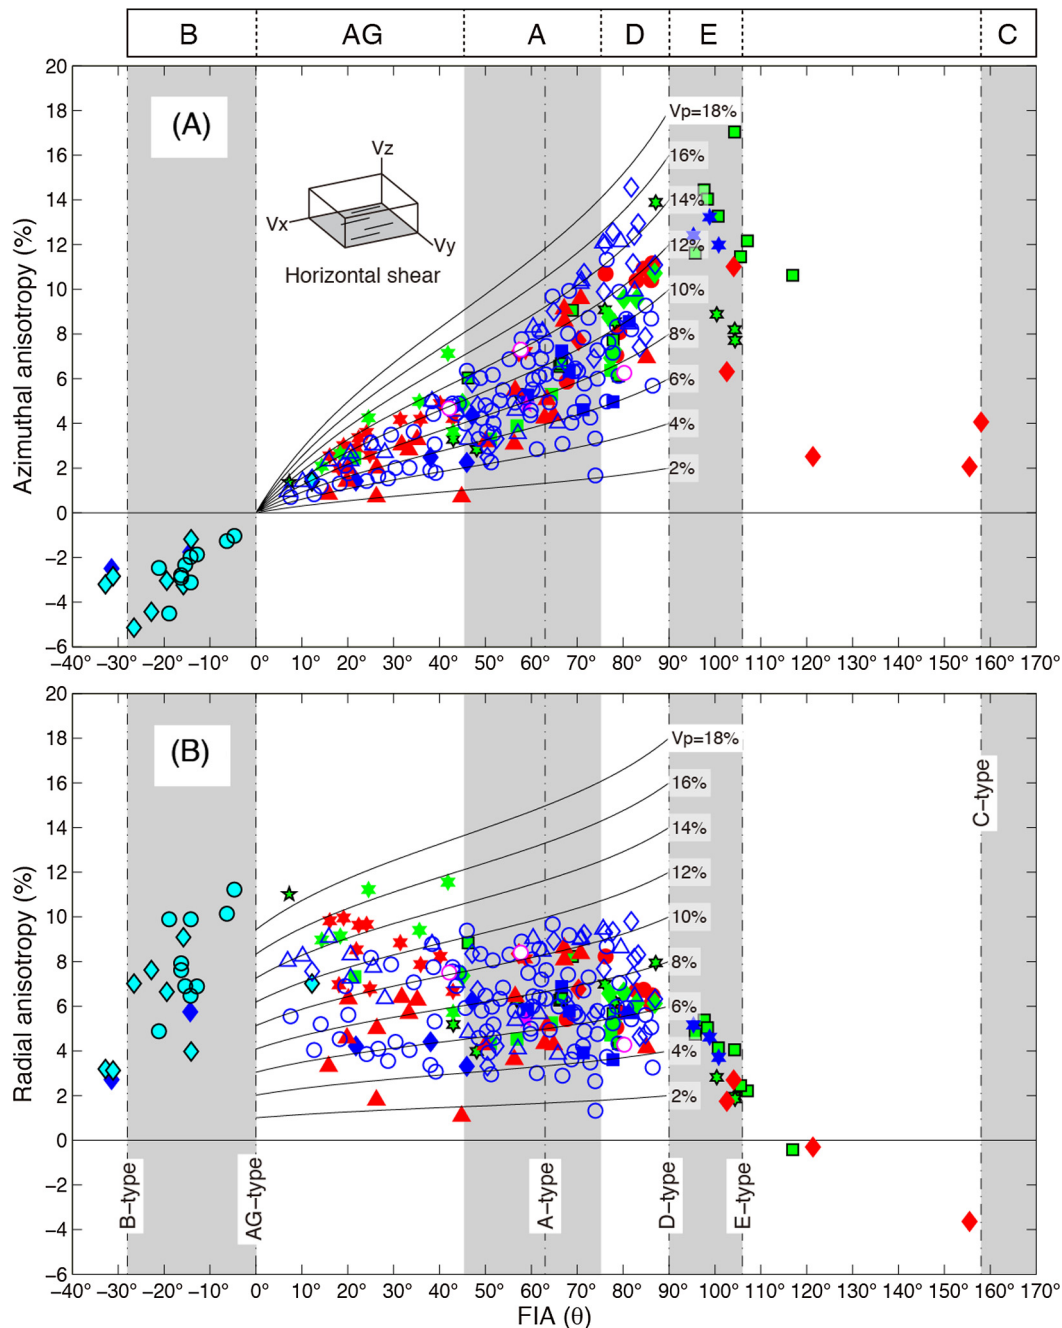 B AG A D E C
20
(A)
18
Vp=18%
16
16%
14
14%
12
12%
10
10%
8
8%
6
6%
4
4%
2
2%
0
−2
−4
−6
Vz
Vx
Vy
Horizontal shear
Azimuthal anisotropy (%)
−40° −30° −20° −10° 0° 10° 20° 30° 40° 50° 60° 70° 80° 90° 100° 110° 120° 130° 140° 150° 160° 170°
20
(B)
18
Vp=18%
16
16%
14
14%
12
12%
10
10%
8
8%
6
6%
4
4%
2
2%
0
−2
−4
−6
Radial anisotropy (%)
B−type
AG−type
A−type
D−type
E−type
C−type
−40° −30° −20° −10° 0° 10° 20° 30° 40° 50° 60° 70° 80° 90° 100° 110° 120° 130° 140° 150° 160° 170°
FIA (θ)